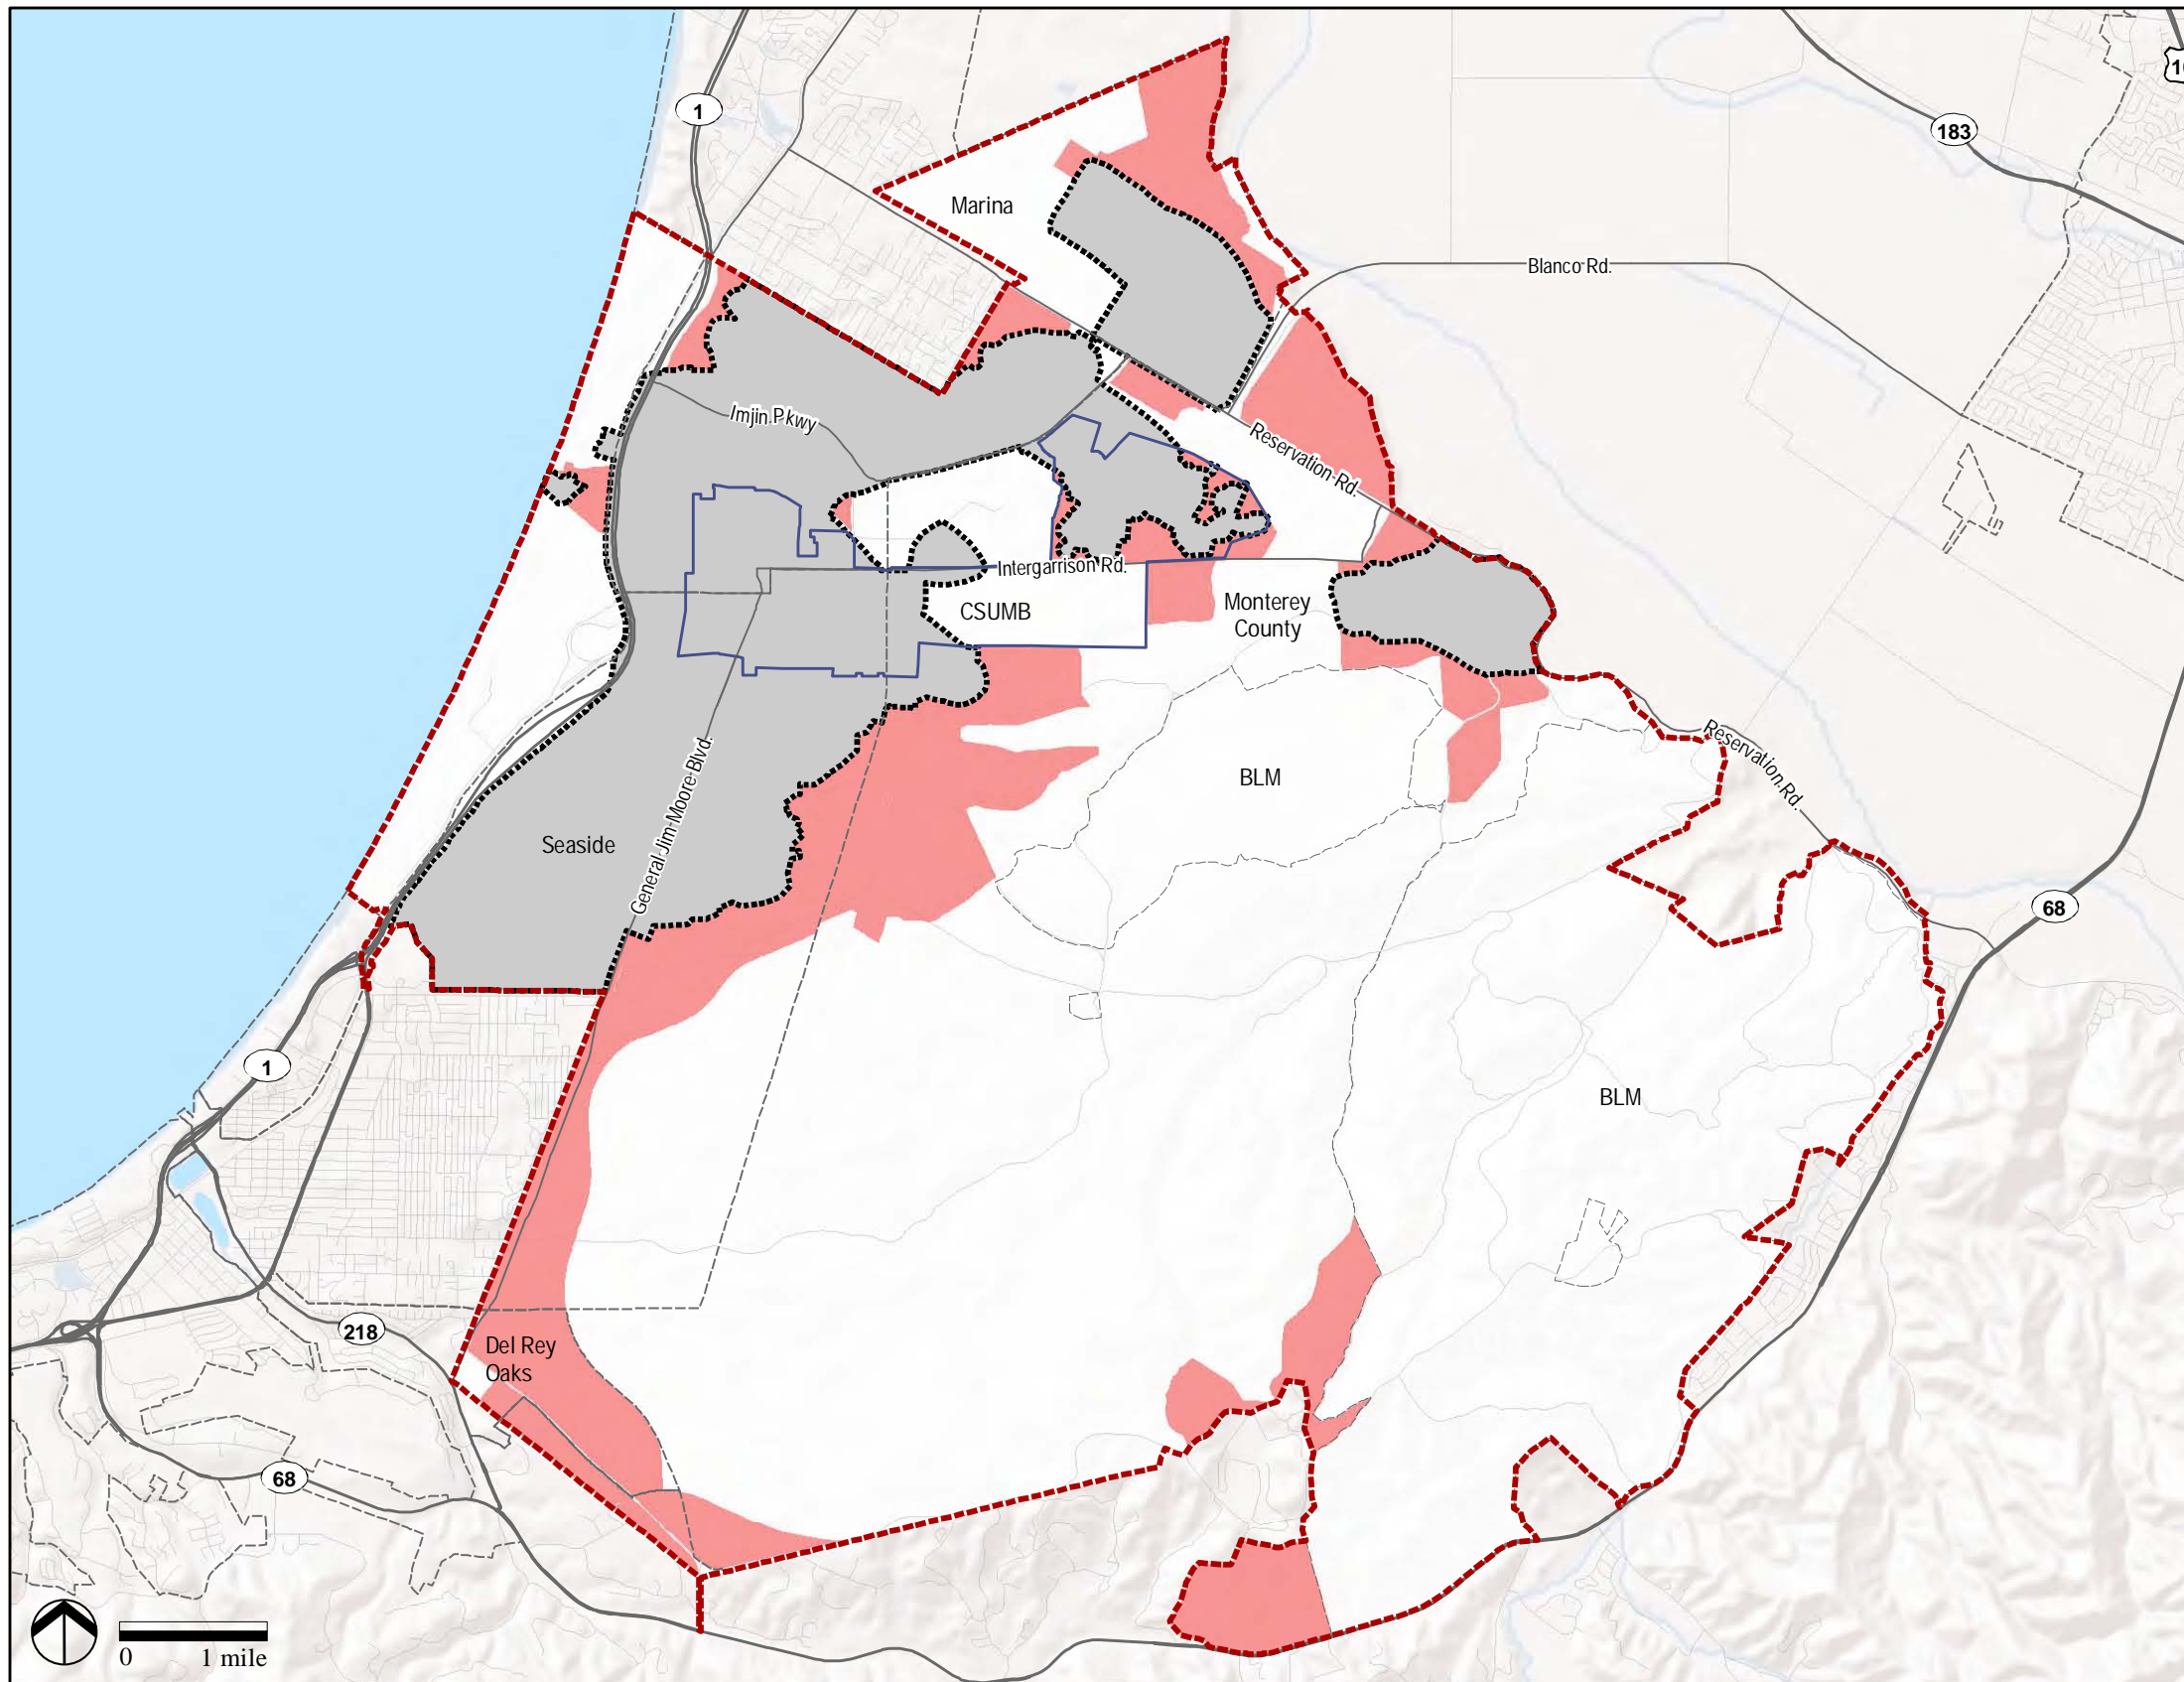 1
183
Marina
Blanco Rd.
Imjin Pkwy
Reservation Rd.
Intergarrison Rd.
CSUMB
Monterey
County
General Jim Moore Blvd.
Reservation Rd.
BLM
Seaside
68
1
BLM
218
Del Rey
Oaks
68
0 1 mile